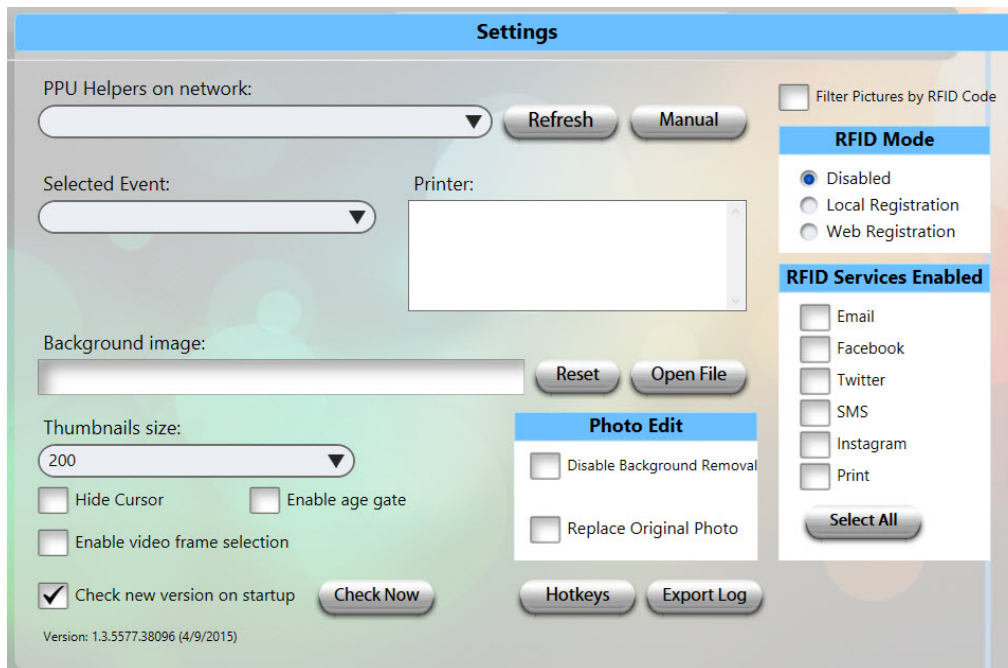 Settings
PPU Helpers on network:
Refresh
Manual
Filter Pictures by RFID Code
RFID Mode
Disabled
Local Registration
Web Registration
Selected Event:
Printer:
RFID Services Enabled
Email
Facebook
Twitter
SMS
Instagram
Print
Select All
Background image:
Reset
Open File
Thumbnails size:
200
Hide Cursor
Enable age gate
Enable video frame selection
Photo Edit
Disable Background Removal
Replace Original Photo
Check new version on startup
Check Now
Hotkeys
Export Log
Version: 1.3.5577.38096 (4/9/2015)